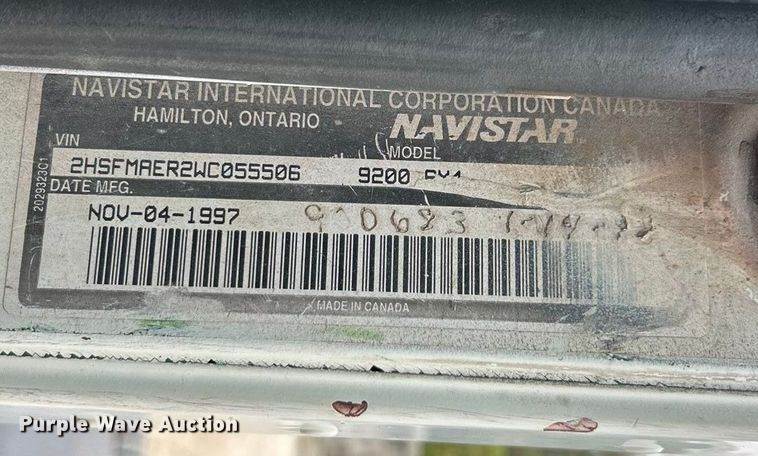 NAVISTAR INTERNATIONAL CORPORATION CANADA
HAMILTON, ONTARIO NAVISTAR
VIN MODEL
2HSFMAER2WC055506 9200
DATE MFG.
NOV-04-1997
MADE IN CANADA
2029323C1
Purple Wave Auction